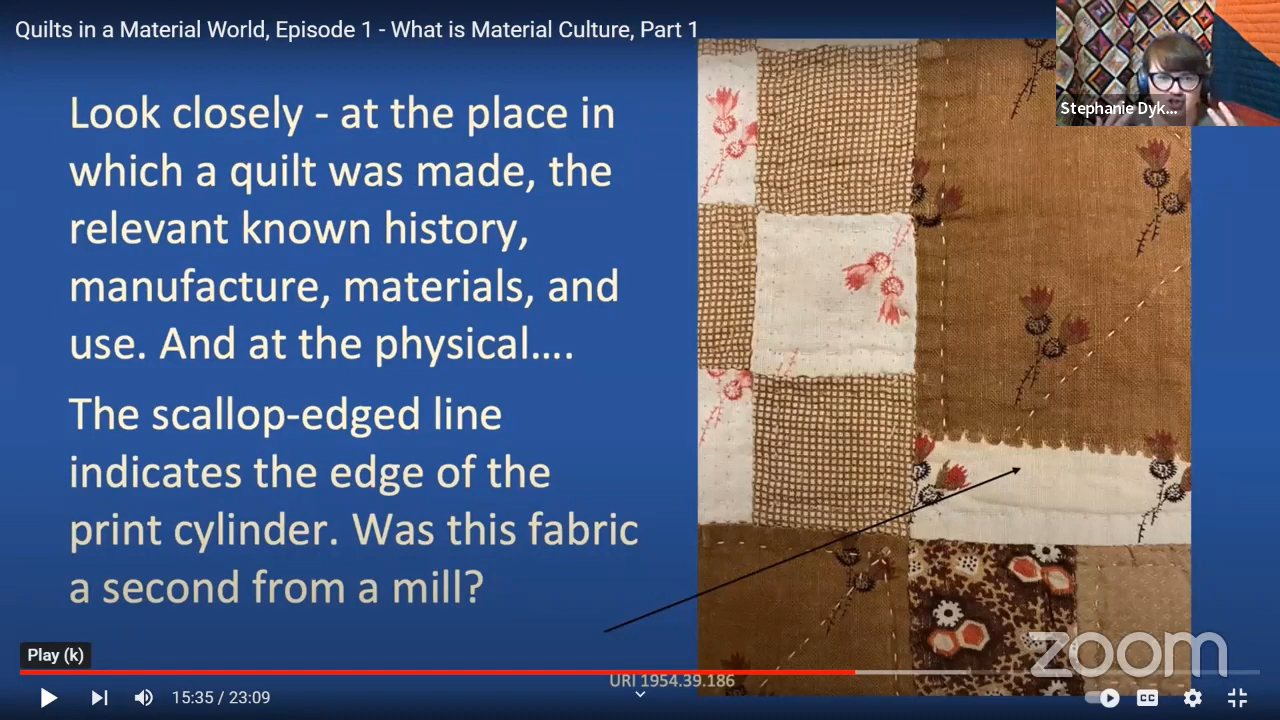 Quilts in a Material World, Episode 1 - What is Material Culture, Part 1
Stephanie Dyk...
Look closely - at the place in
which a quilt was made, the
relevant known history,
manufacture, materials, and
use. And at the physical....
The scallop-edged line
indicates the edge of the
print cylinder. Was this fabric
a second from a mill?
zoom
Play (k)
URI 1954.39.186
15:35 / 23:09
CC